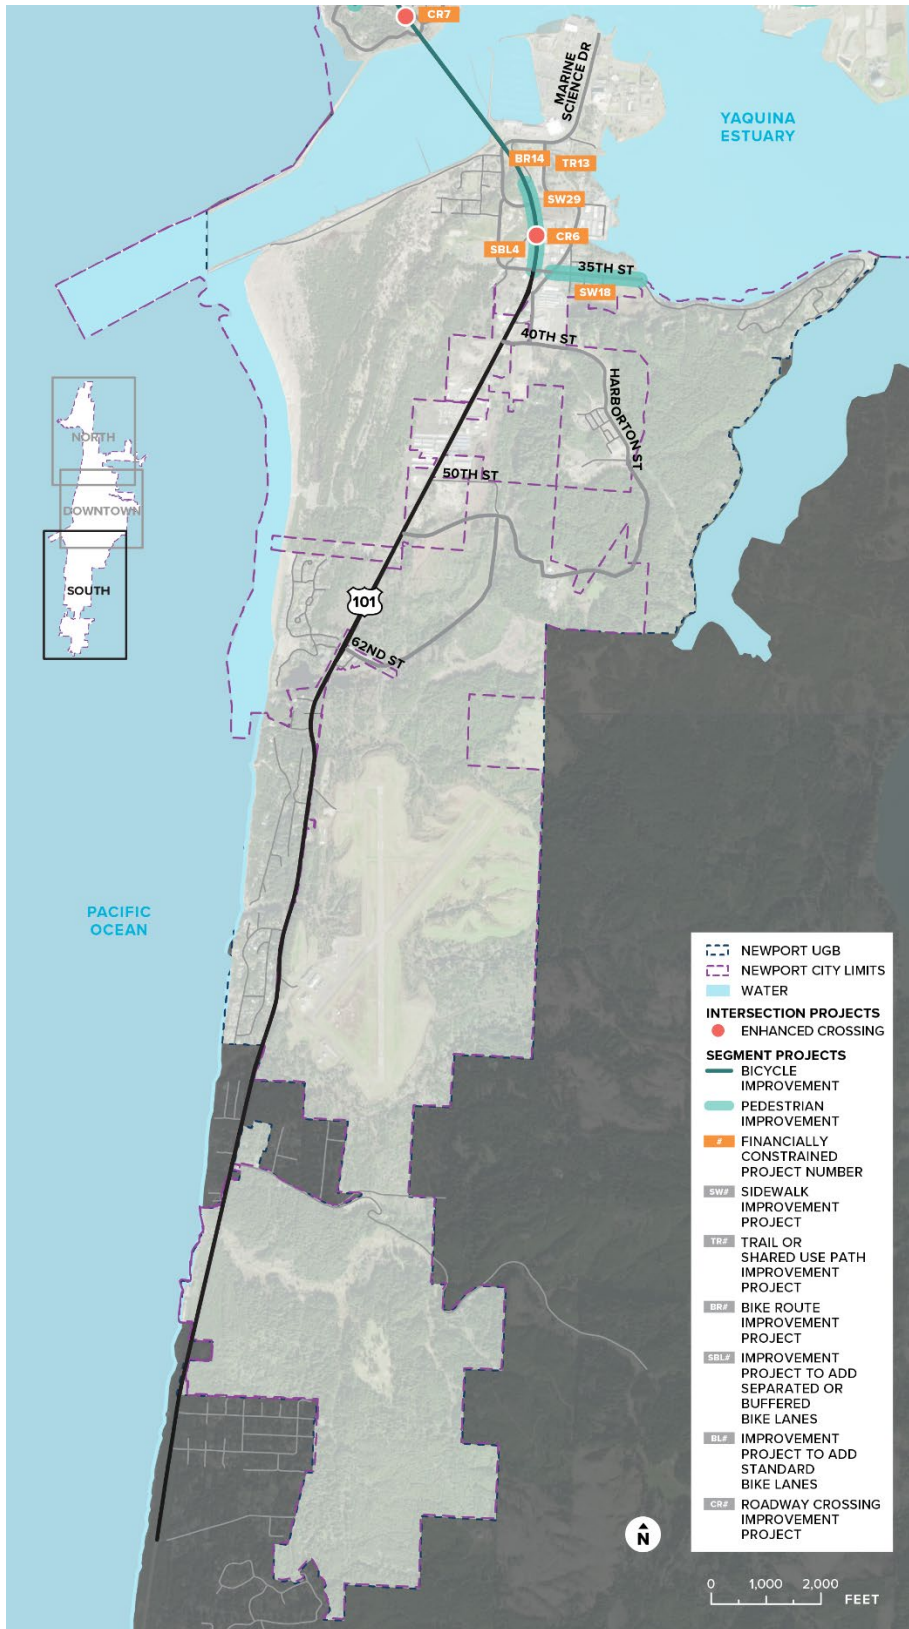 CR7
MARINE
SCIENCE DR
YAQUINA
ESTUARY
BR14
TR13
SW29
CR6
SBL4
35TH ST
SW18
40TH ST
HARBORTON ST
NORTH
50TH ST
DOWNTOWN
SOUTH
101
62ND ST
PACIFIC
OCEAN
NEWPORT UGB
NEWPORT CITY LIMITS
WATER
INTERSECTION PROJECTS
ENHANCED CROSSING
SEGMENT PROJECTS
BICYCLE
IMPROVEMENT
PEDESTRIAN
IMPROVEMENT
# FINANCIALLY
CONSTRAINED
PROJECT NUMBER
SW# SIDEWALK
IMPROVEMENT
PROJECT
TR# TRAIL OR
SHARED USE PATH
IMPROVEMENT
PROJECT
BR# BIKE ROUTE
IMPROVEMENT
PROJECT
SBL# IMPROVEMENT
PROJECT TO ADD
SEPARATED OR
BUFFERED
BIKE LANES
BL# IMPROVEMENT
PROJECT TO ADD
STANDARD
BIKE LANES
CR# ROADWAY CROSSING
IMPROVEMENT
PROJECT
N
0 1,000 2,000
FEET